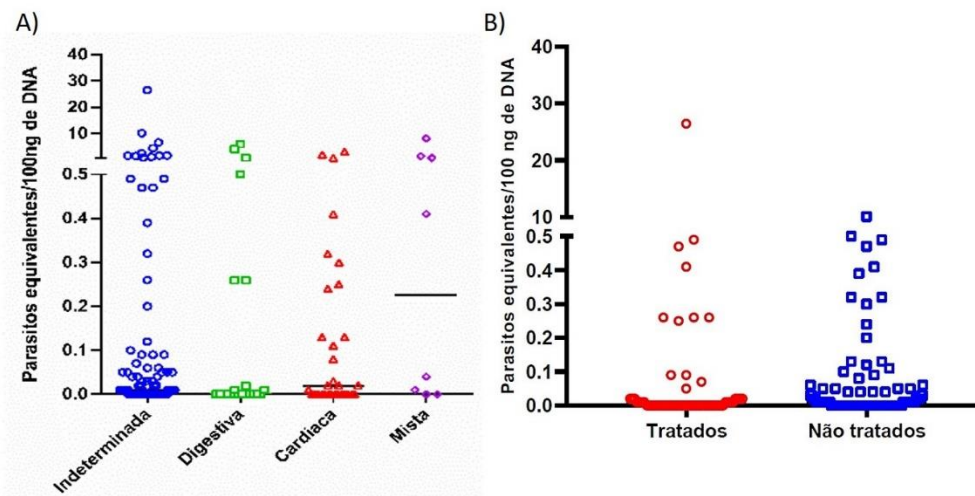 A)
Parasitos equivalentes/100ng de DNA
40
30
20
10
0.5
0.4
0.3
0.2
0.1
0.0
Indeterminada
Digestiva
Cardiaca
Mista
B)
Parasitos equivalentes/100 ng de DNA
40
30
20
10
0.5
0.4
0.3
0.2
0.1
0.0
Tratados
Não tratados